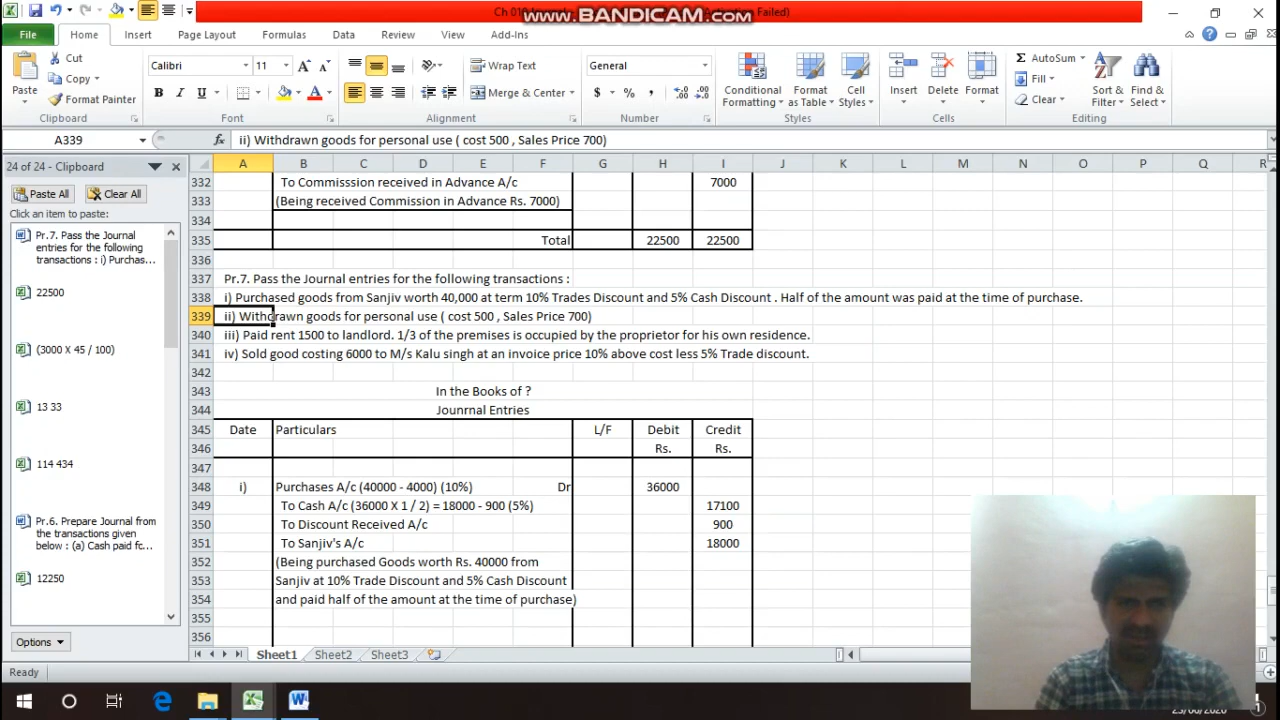 Ch 01
www.BANDICAM.com
ation Failed)
File Home Insert Page Layout Formulas Data Review View Add-Ins
Paste Cut Copy Format Painter
Calibri 11
B I U A
Wrap Text
Merge & Center
General
$ % ,
Conditional Formatting Format as Table Cell Styles
Insert Delete Format
Σ AutoSum Fill Clear
Sort & Filter Find & Select
Clipboard Font Alignment Number Styles Cells Editing
A339 fx ii) Withdrawn goods for personal use ( cost 500 , Sales Price 700)
24 of 24 - Clipboard
Paste All Clear All
Click an item to paste:
Pr.7. Pass the Journal
entries for the following
transactions : i) Purchas...
22500
(3000 X 45 / 100)
13 33
114 434
Pr.6. Prepare Journal from
the transactions given
below : (a) Cash paid fc...
12250
Options
A B C D E F G H I J K L M N O P Q R
332 To Commisssion received in Advance A/c 7000
333 (Being received Commission in Advance Rs. 7000)
334
335 Total 22500 22500
336
337 Pr.7. Pass the Journal entries for the following transactions :
338 i) Purchased goods from Sanjiv worth 40,000 at term 10% Trades Discount and 5% Cash Discount . Half of the amount was paid at the time of purchase.
339 ii) Withdrawn goods for personal use ( cost 500 , Sales Price 700)
340 iii) Paid rent 1500 to landlord. 1/3 of the premises is occupied by the proprietor for his own residence.
341 iv) Sold good costing 6000 to M/s Kalu singh at an invoice price 10% above cost less 5% Trade discount.
342
343 In the Books of ?
344 Jounrnal Entries
345 Date Particulars L/F Debit Credit
346 Rs. Rs.
347
348 i) Purchases A/c (40000 - 4000) (10%) Dr 36000
349 To Cash A/c (36000 X 1 / 2) = 18000 - 900 (5%) 17100
350 To Discount Received A/c 900
351 To Sanjiv's A/c 18000
352 (Being purchased Goods worth Rs. 40000 from
353 Sanjiv at 10% Trade Discount and 5% Cash Discount
354 and paid half of the amount at the time of purchase)
355
356
Sheet1 Sheet2 Sheet3
Ready